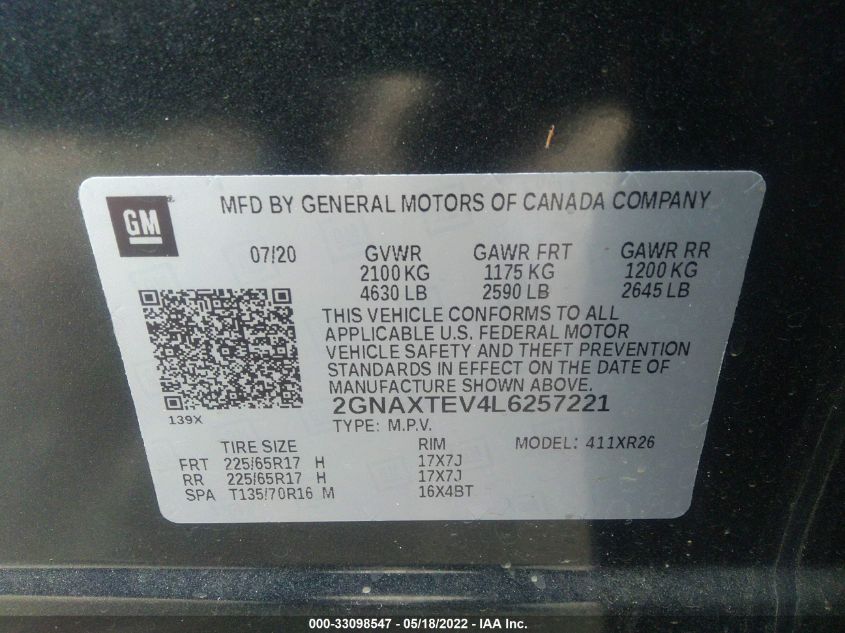 GM
MFD BY GENERAL MOTORS OF CANADA COMPANY
07/20 GVWR GAWR FRT GAWR RR
2100 KG 1175 KG 1200 KG
4630 LB 2590 LB 2645 LB
THIS VEHICLE CONFORMS TO ALL
APPLICABLE U.S. FEDERAL MOTOR
VEHICLE SAFETY AND THEFT PREVENTION
STANDARDS IN EFFECT ON THE DATE OF
MANUFACTURE SHOWN ABOVE.
139X
2GNAXTEV4L6257221
TYPE: M.P.V.
TIRE SIZE RIM MODEL: 411XR26
FRT 225/65R17 H 17X7J
RR 225/65R17 H 17X7J
SPA T135/70R16 M 16X4BT
000-33098547 - 05/18/2022 - IAA Inc.